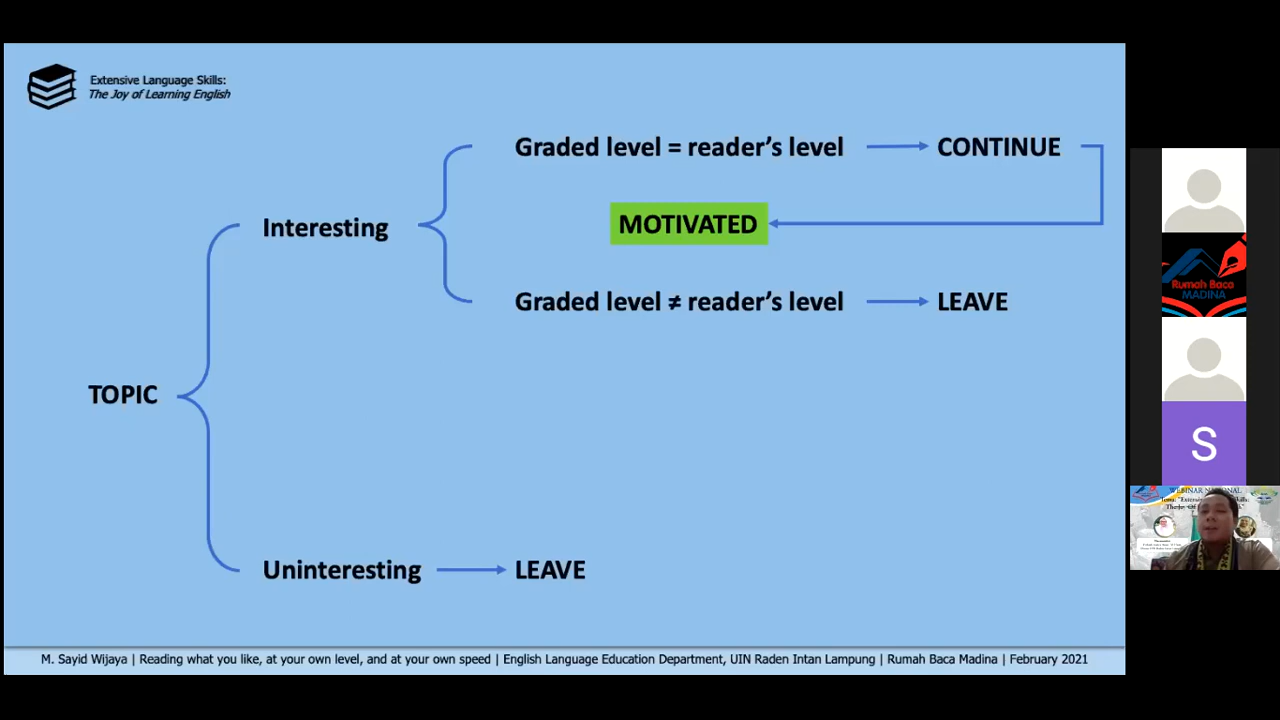 Extensive Language Skills:
The Joy of Learning English
Graded level = reader's level
CONTINUE
Interesting
MOTIVATED
Graded level ≠ reader's level
LEAVE
TOPIC
Uninteresting
LEAVE
M. Sayid Wijaya | Reading what you like, at your own level, and at your own speed | English Language Education Department, UIN Raden Intan Lampung | Rumah Baca Madina | February 2021
Rumah Baca
MADINA
S
WEBINAR NASIONAL